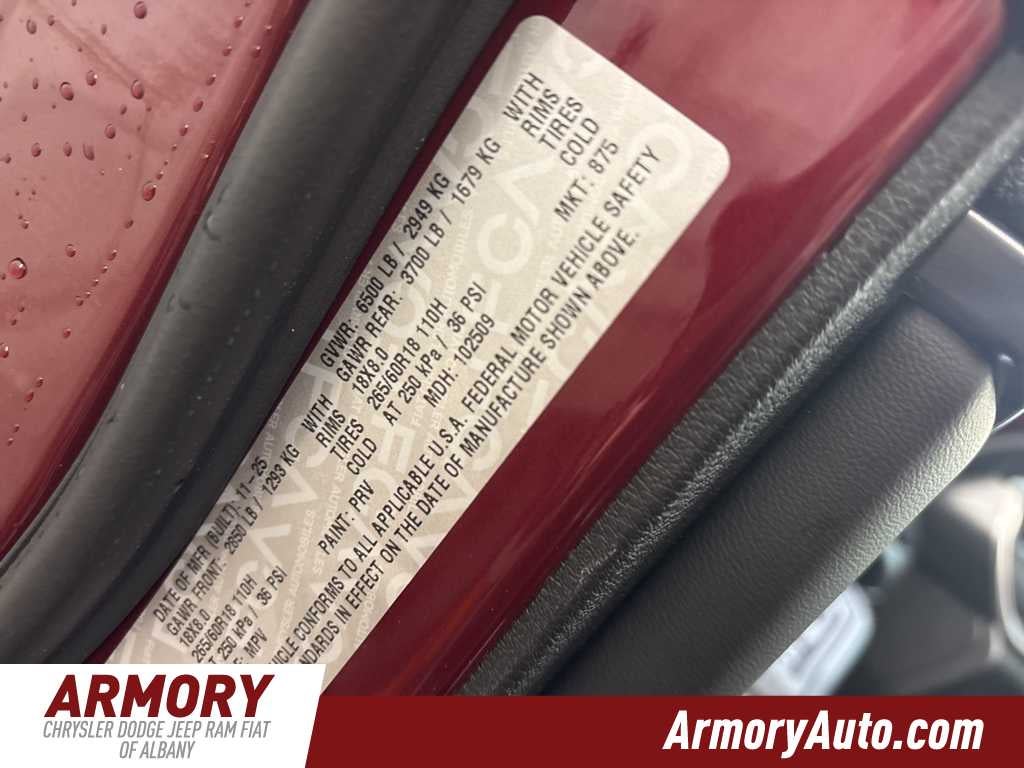 DATE OF MFR (BUILT): 11-25 GVWR: 6500 LB / 2949 KG
GAWR FRONT: 2850 LB / 1293 KG WITH GAWR REAR: 3700 LB / 1679 KG WITH
18X8.0 RIMS 18X8.0 RIMS
265/60R18 110H TIRES 265/60R18 110H TIRES
250 kPa / 36 PSI COLD AT 250 kPa / 36 PSI COLD
MPV PAINT: PRV MDH: 102509 MKT: 875
CONFORMS TO ALL APPLICABLE U.S.A. FEDERAL MOTOR VEHICLE SAFETY
IN EFFECT ON THE DATE OF MANUFACTURE SHOWN ABOVE.
ARMORY
CHRYSLER DODGE JEEP RAM FIAT
OF ALBANY
ArmoryAuto.com